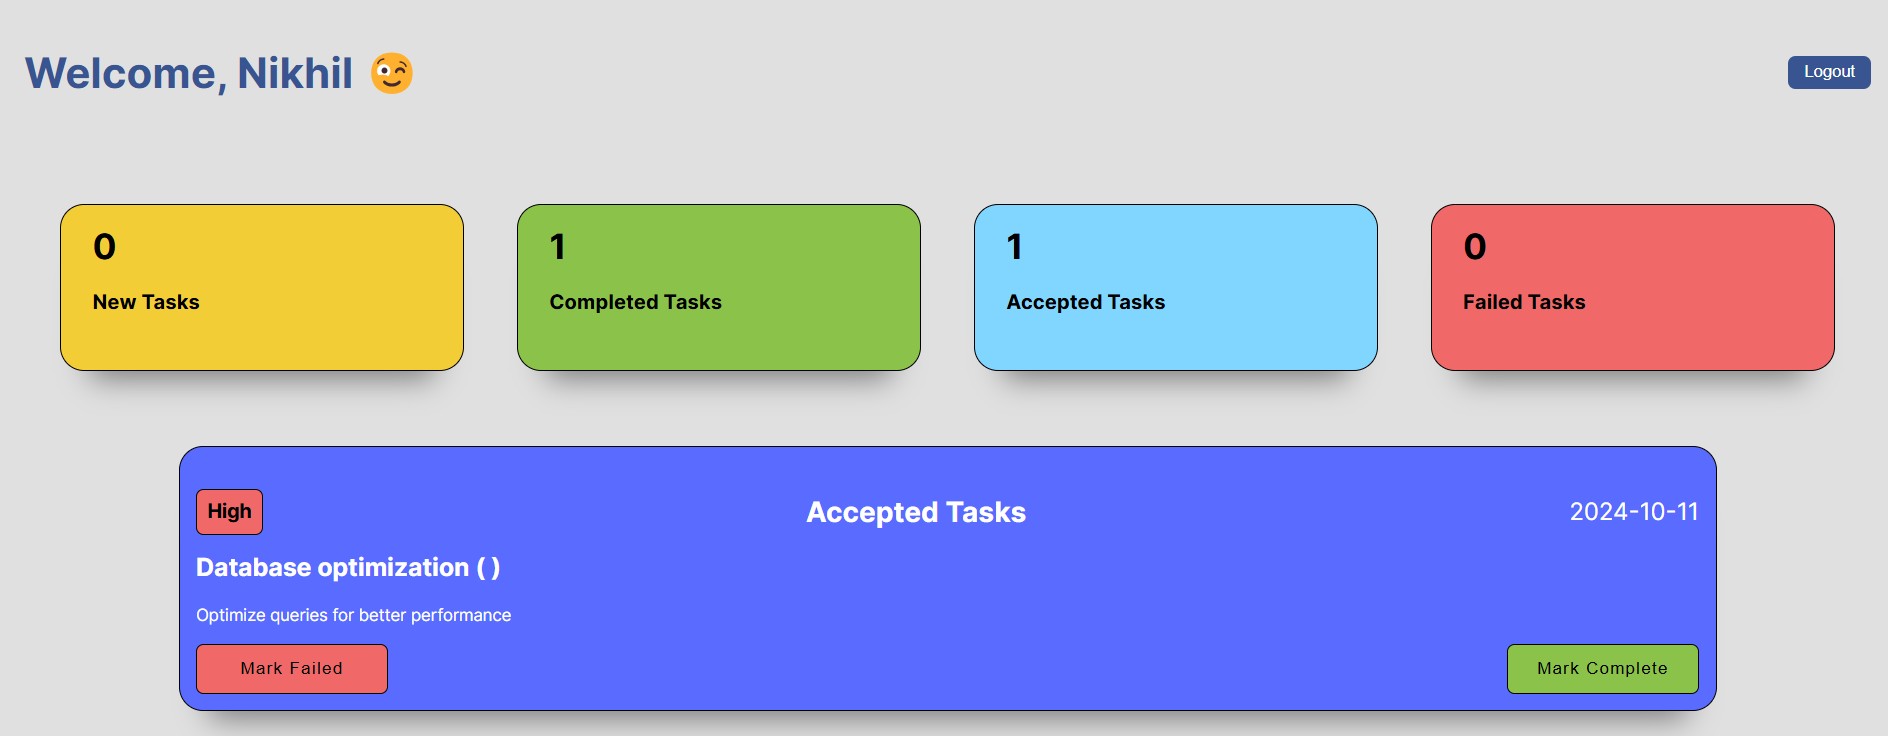 Welcome, Nikhil 😉
Logout
0
New Tasks
1
Completed Tasks
1
Accepted Tasks
0
Failed Tasks
High
Accepted Tasks
2024-10-11
Database optimization ( )
Optimize queries for better performance
Mark Failed
Mark Complete